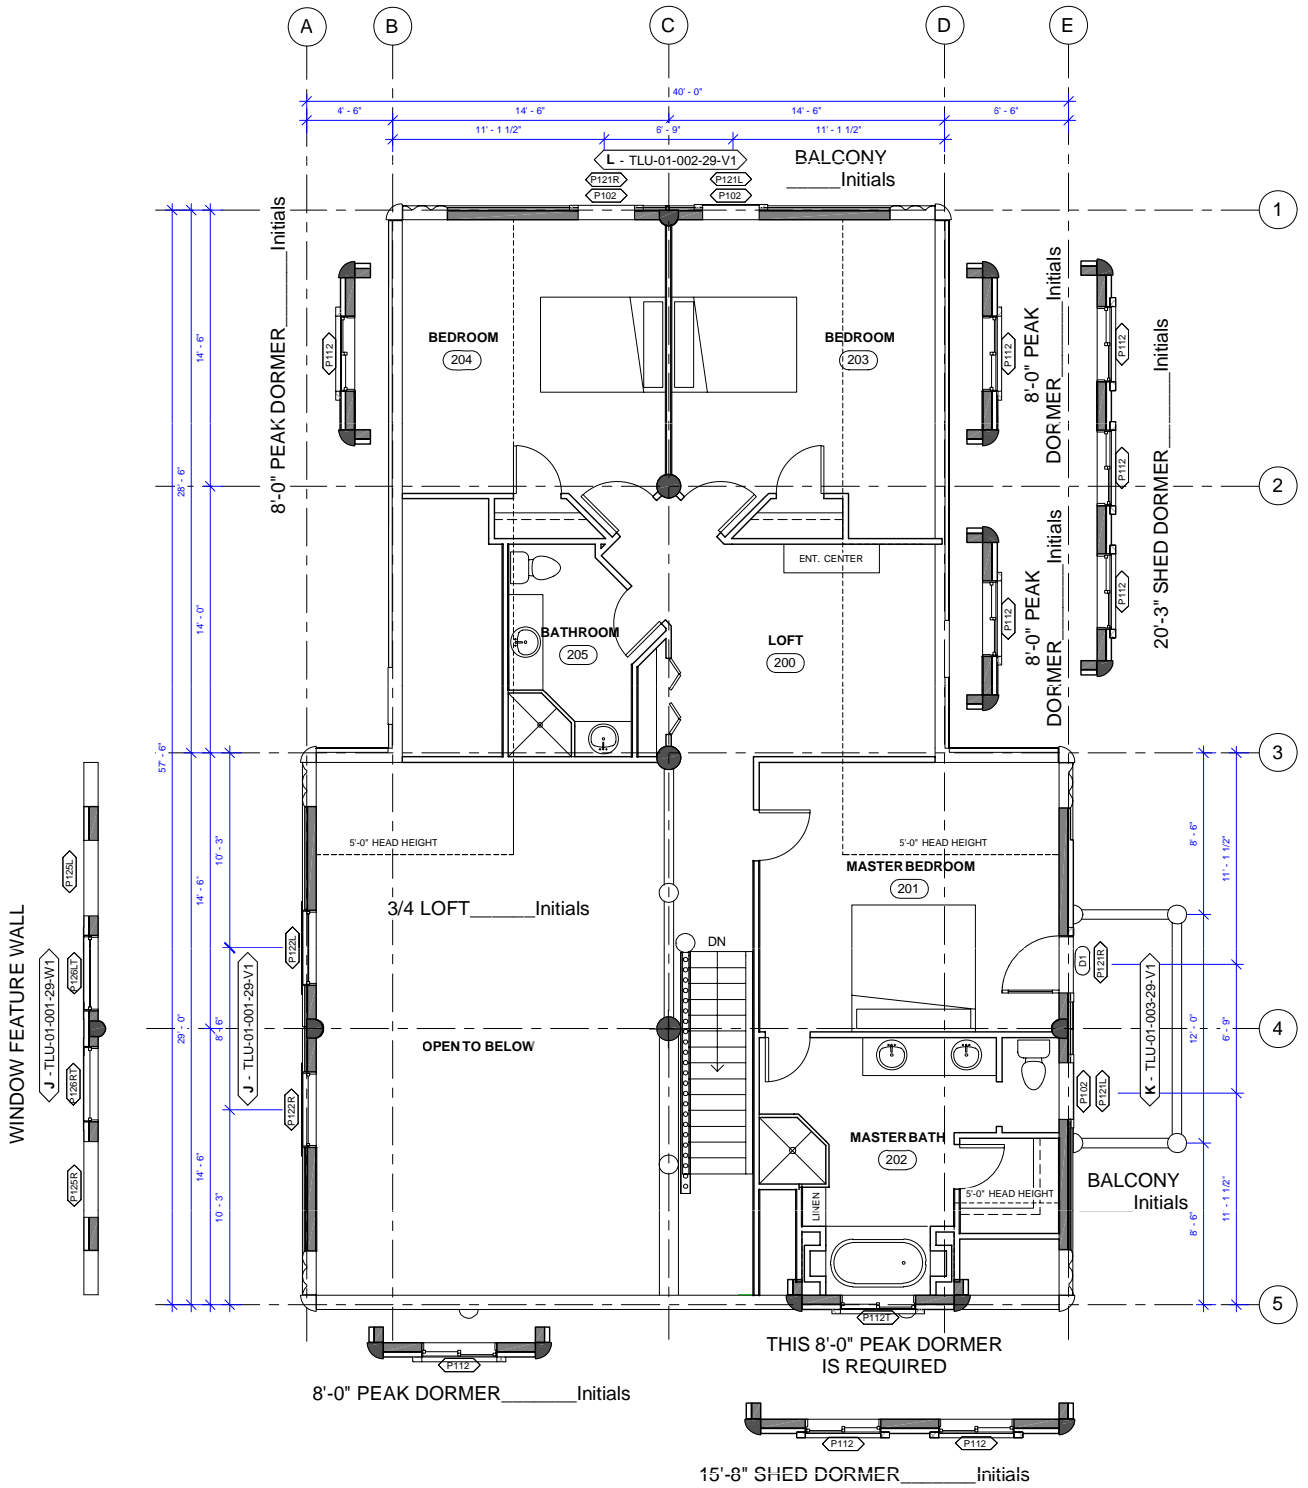 A
B
C
D
E
40' - 0"
4' - 6"
14' - 6"
14' - 6"
6' - 6"
11' - 1 1/2"
6' - 9"
11' - 1 1/2"
L - TLU-01-002-29-V1
BALCONY
_____Initials
P121R
P121L
P102
P102
1
8'-0" PEAK DORMER_____Initials
P112
BEDROOM
204
BEDROOM
203
P112
8'-0" PEAK
DORMER_____Initials
P112
P112
P112
20'-3" SHED DORMER______Initials
14' - 6"
28' - 6"
2
14' - 0"
ENT. CENTER
BATHROOM
205
LOFT
200
P112
8'-0" PEAK
DORMER_____Initials
3
57' - 6"
10' - 3"
14' - 6"
29' - 0"
8' - 6"
14' - 6"
10' - 3"
5'-0" HEAD HEIGHT
5'-0" HEAD HEIGHT
MASTER BEDROOM
201
3/4 LOFT______Initials
DN
WINDOW FEATURE WALL
J - TLU-01-001-29-W1
P125L
P126LT
P126RT
P125R
J - TLU-01-001-29-V1
P122L
P122R
OPEN TO BELOW
D1
P121R
P102
P121L
K - TLU-01-003-29-V1
8' - 6"
11' - 1 1/2"
12' - 0"
6' - 9"
8' - 6"
11' - 1 1/2"
4
MASTER BATH
202
LINEN
5'-0" HEAD HEIGHT
BALCONY
_____Initials
5
P112T
THIS 8'-0" PEAK DORMER
IS REQUIRED
P112
8'-0" PEAK DORMER_______Initials
P112
P112
15'-8" SHED DORMER_______Initials